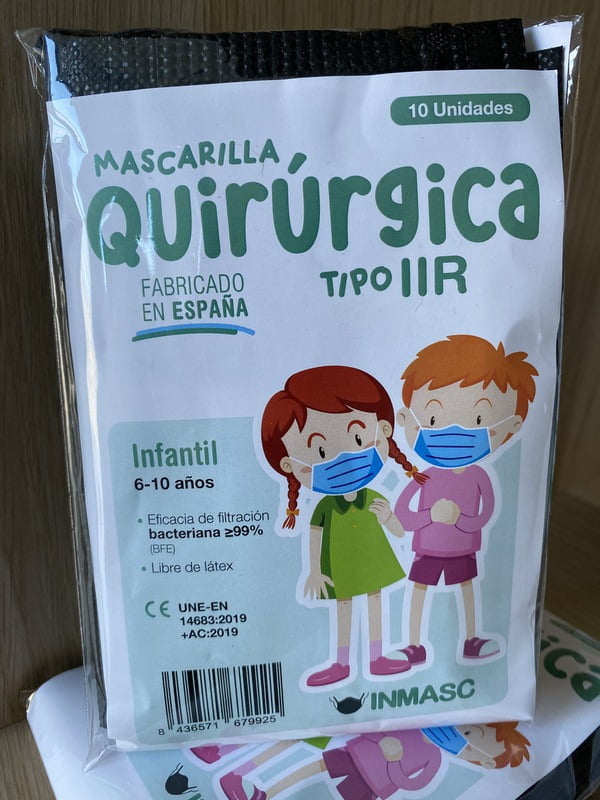 10 Unidades
MASCARILLA
Quirúrgica
FABRICADO
EN ESPAÑA
TIPO IIR
Infantil
6-10 años
• Eficacia de filtración
bacteriana ≥99%
(BFE)
• Libre de látex
CE UNE-EN
14683:2019
+AC:2019
8 436571 679925
INMASC